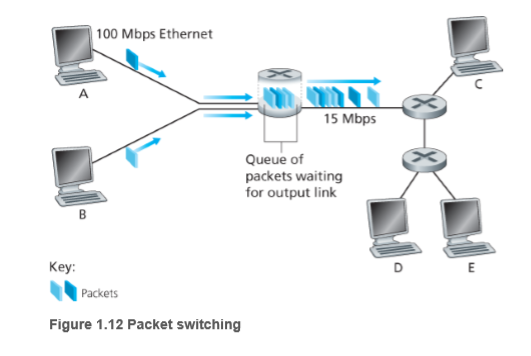 100 Mbps Ethernet
A
C
15 Mbps
Queue of
packets waiting
for output link
B
D
E
Key:
Packets
Figure 1.12 Packet switching